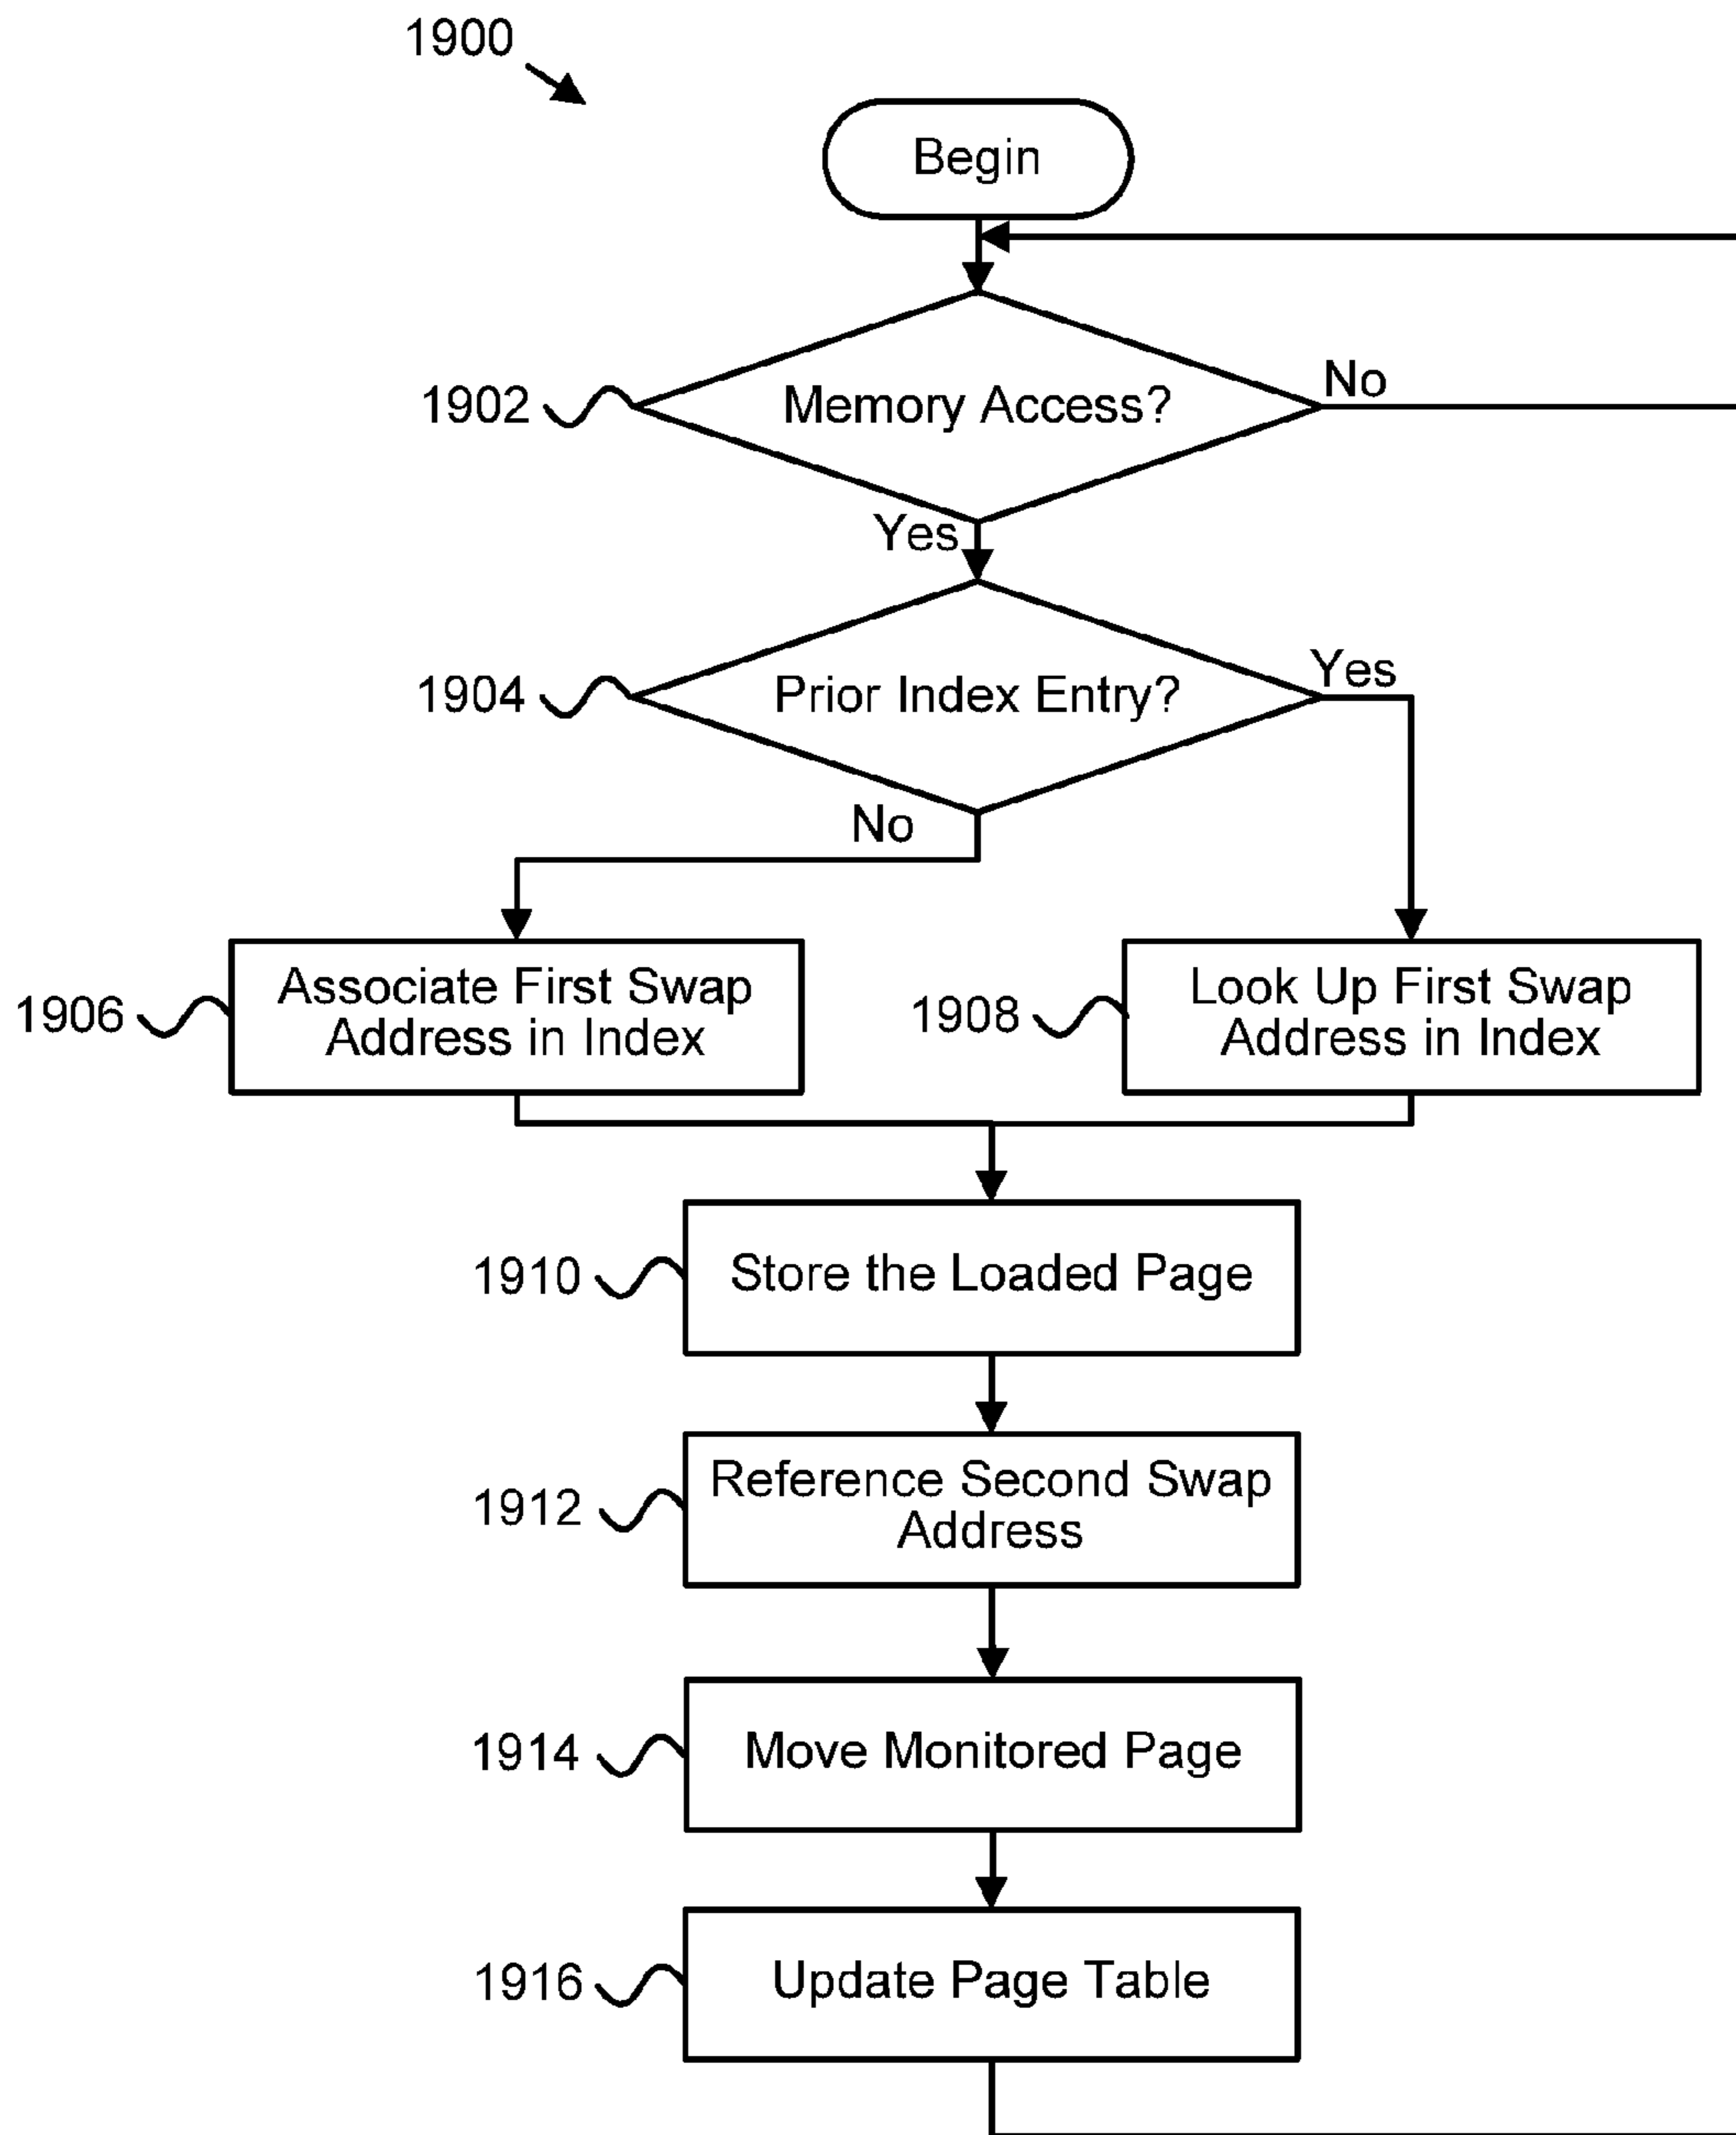 1900
Begin
1902
Memory Access?
No
Yes
1904
Prior Index Entry?
Yes
No
1906
Associate First Swap
Address in Index
1908
Look Up First Swap
Address in Index
1910
Store the Loaded Page
1912
Reference Second Swap
Address
1914
Move Monitored Page
1916
Update Page Table